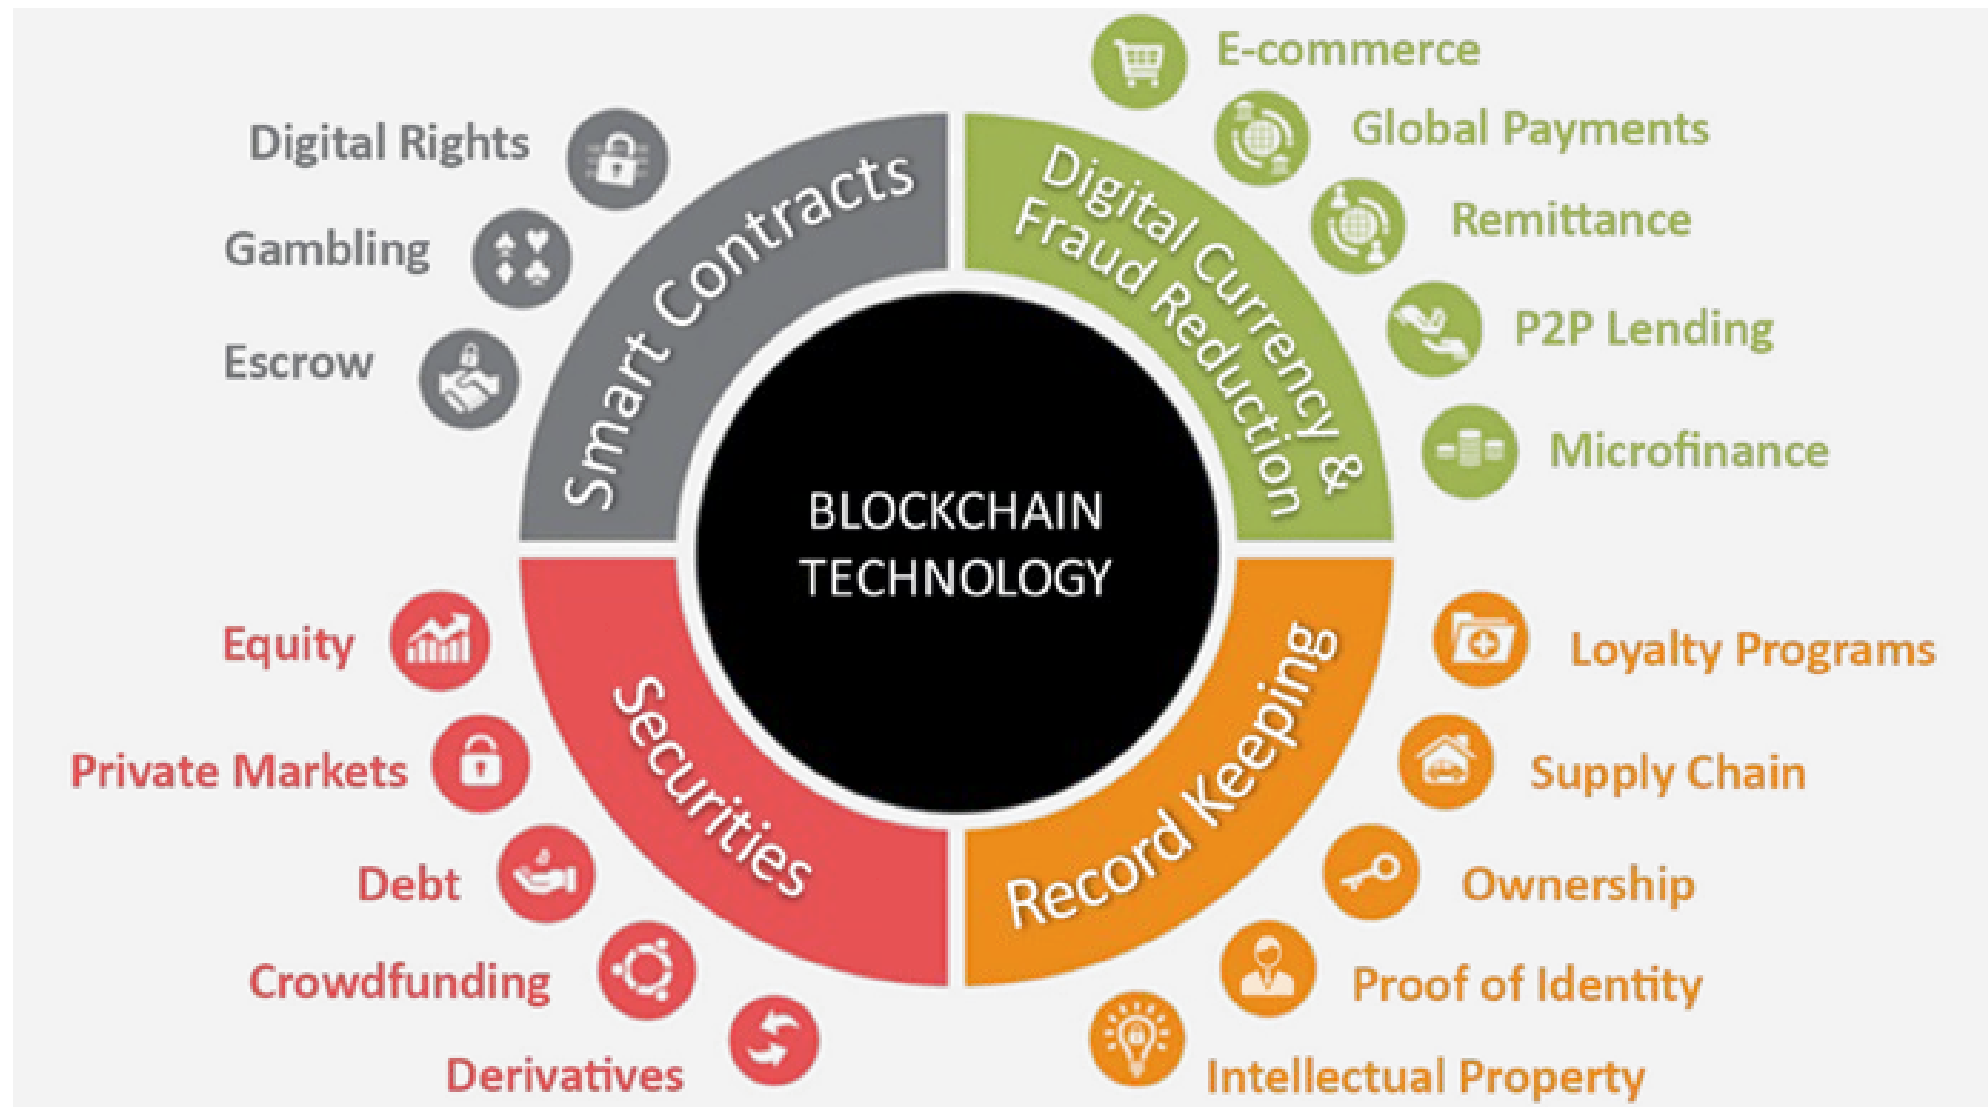 E-commerce
Global Payments
Remittance
P2P Lending
Microfinance
Digital Rights
Gambling
Escrow
Smart Contracts
Digital Currency &
Fraud Reduction
BLOCKCHAIN
TECHNOLOGY
Securities
Record Keeping
Equity
Private Markets
Debt
Crowdfunding
Derivatives
Loyalty Programs
Supply Chain
Ownership
Proof of Identity
Intellectual Property